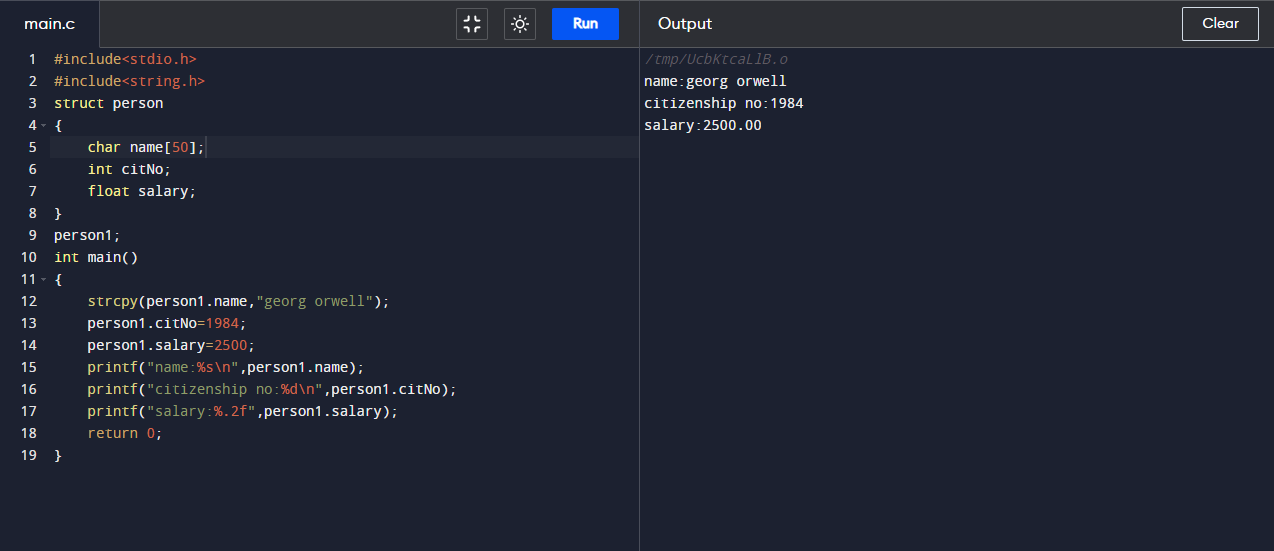 main.c
Run
Output
Clear
1 #include<stdio.h>
2 #include<string.h>
3 struct person
4 {
5     char name[50];
6     int citNo;
7     float salary;
8 }
9 person1;
10 int main()
11 {
12     strcpy(person1.name,"georg orwell");
13     person1.citNo=1984;
14     person1.salary=2500;
15     printf("name:%s\n",person1.name);
16     printf("citizenship no:%d\n",person1.citNo);
17     printf("salary:%.2f",person1.salary);
18     return 0;
19 }
/tmp/UcbKtcaLlB.o
name:georg orwell
citizenship no:1984
salary:2500.00